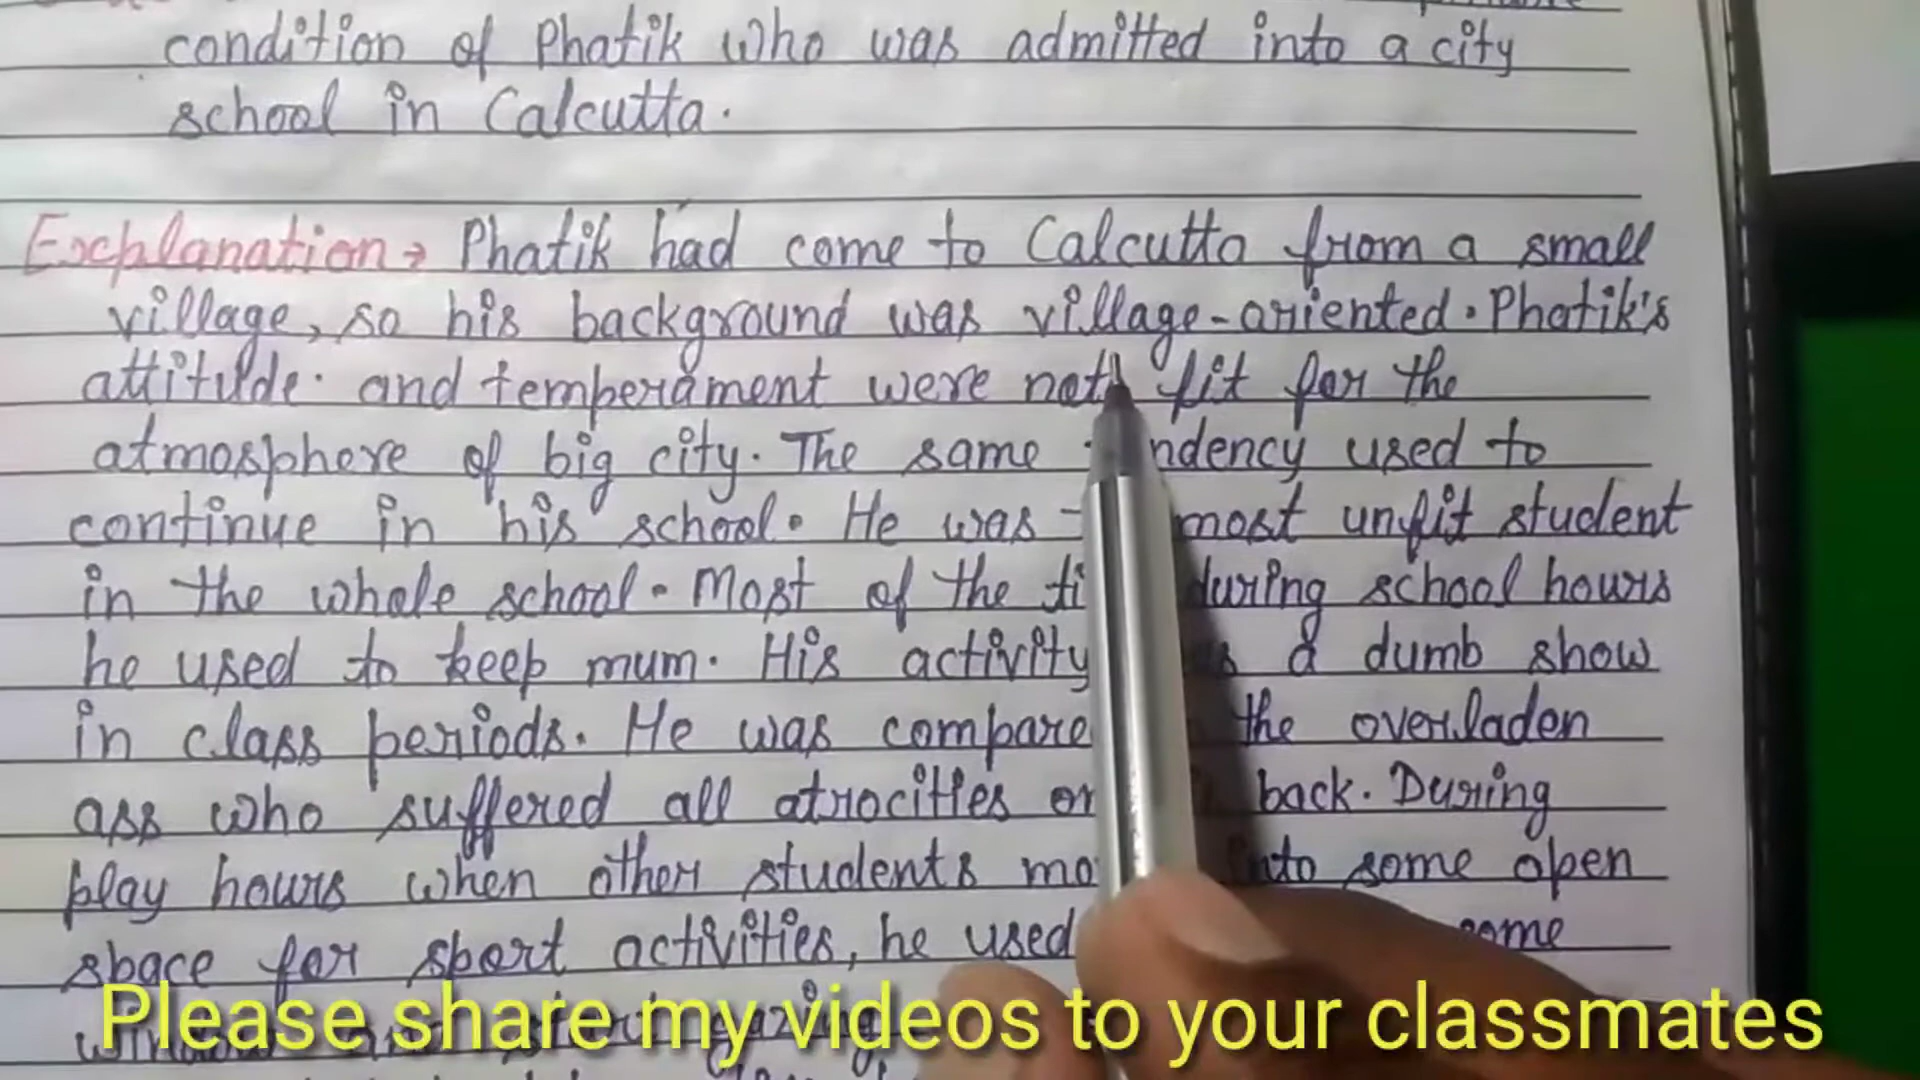 condition of Phatik who was admitted into a city
school in Calcutta.
Explanation → Phatik had come to Calcutta from a small
village, so his background was village-oriented. Phatik's
attitude and temperament were not fit for the
atmosphere of big city. The same used to
continue in his school. He was most unfit student
in the whole school. Most of the during school hours
he used to keep mum. His activity a dumb show
in class periods. He was the overladen
ass who suffered all atrocities back. During
play hours when other students some open
space for sport activities, he used some
Please share my videos to your classmates